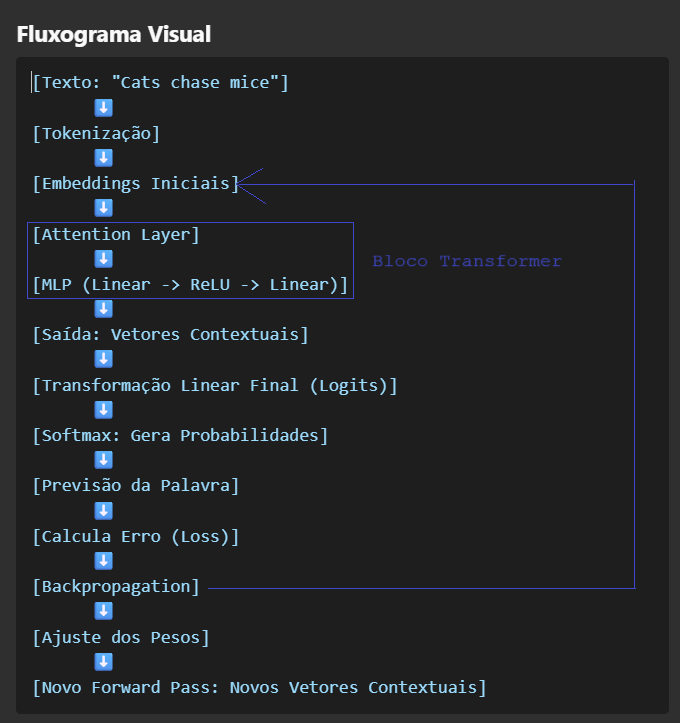 Fluxograma Visual
[Texto: "Cats chase mice"]
⬇
[Tokenização]
⬇
[Embeddings Iniciais]
⬇
[Attention Layer]
⬇
Bloco Transformer
[MLP (Linear -> ReLU -> Linear)]
⬇
[Saída: Vetores Contextuais]
⬇
[Transformação Linear Final (Logits)]
⬇
[Softmax: Gera Probabilidades]
⬇
[Previsão da Palavra]
⬇
[Calcula Erro (Loss)]
⬇
[Backpropagation]
⬇
[Ajuste dos Pesos]
⬇
[Novo Forward Pass: Novos Vetores Contextuais]